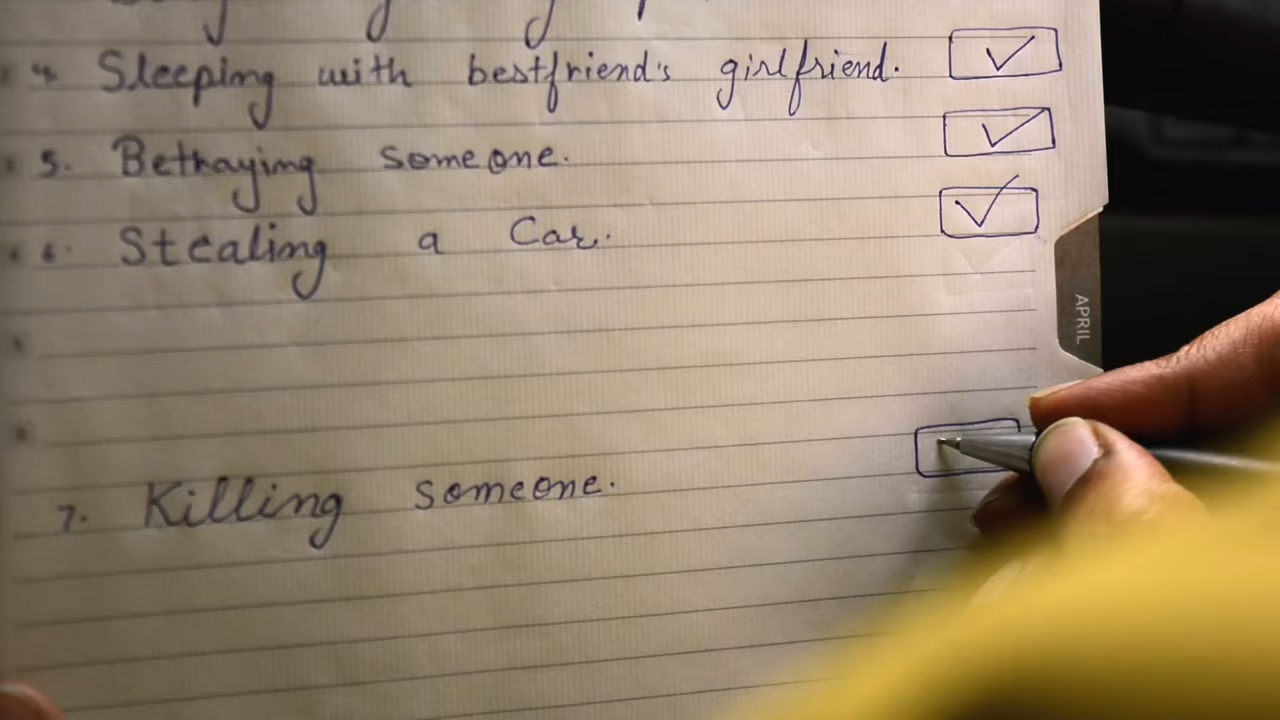 4. Sleeping with bestfriend's girlfriend.
5. Bethaying someone.
6. Stealing a Car.
APRIL
7. Killing someone.